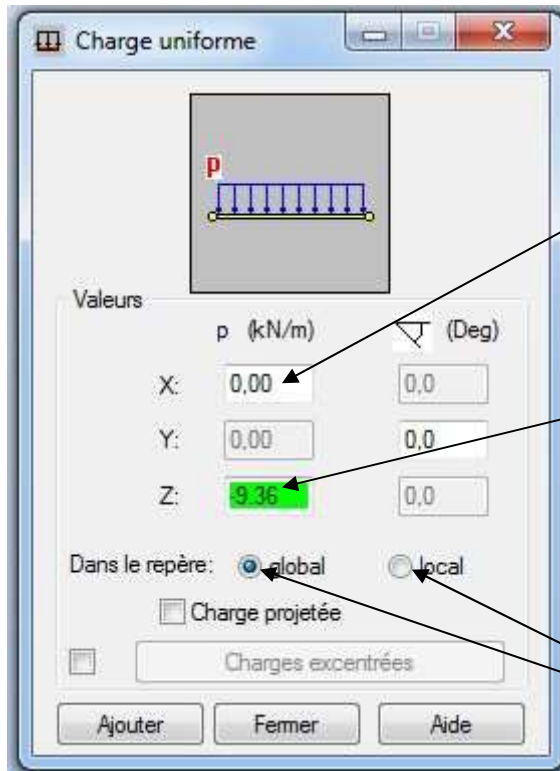 Charge uniforme
p
Valeurs
p (kN/m) (Deg)
X: 0,00 0,0
Y: 0,00 0,0
Z: -9.36 0,0
Dans le repère: global local
Charge projetée
Charges excentrées
Ajouter Fermer Aide